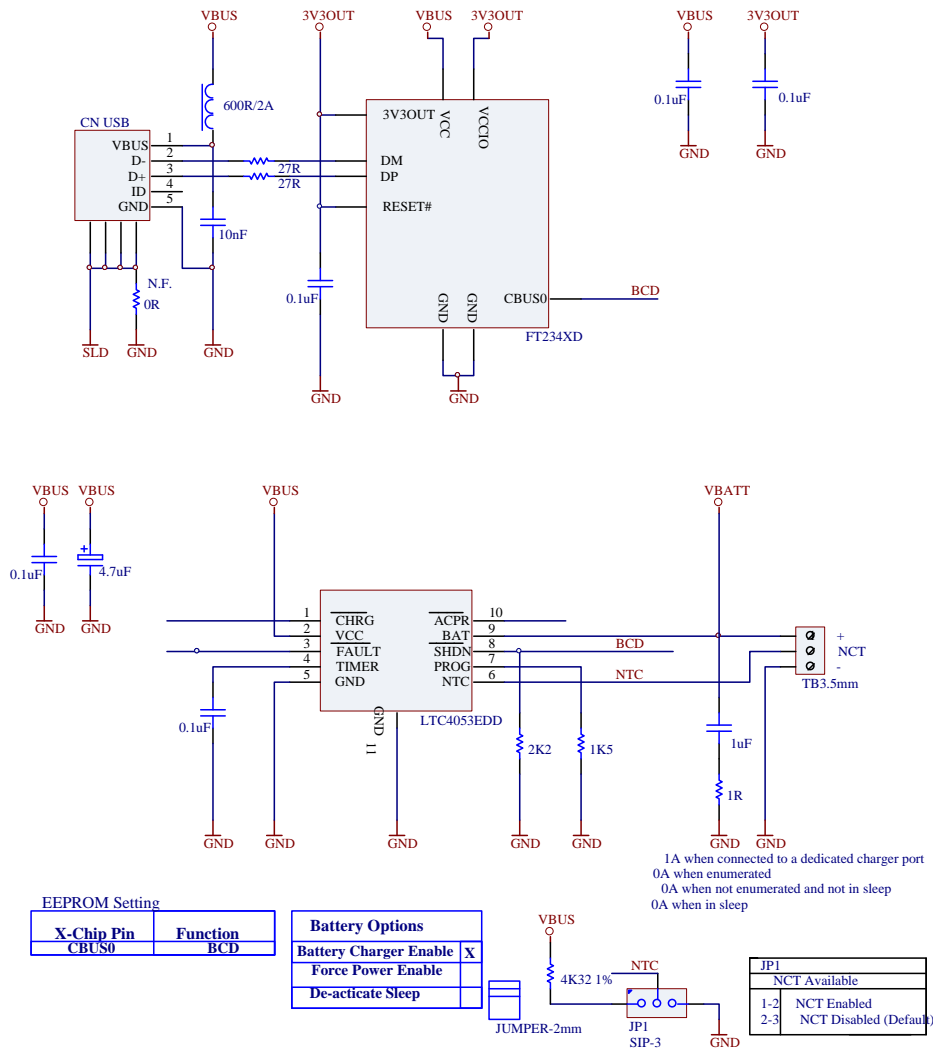 VBUS
3V3OUT
VBUS
3V3OUT
VBUS
3V3OUT
600R/2A
0.1uF
0.1uF
GND
GND
CN USB
VBUS 1
D- 2
D+ 3
ID 4
GND 5
27R
27R
10nF
N.F.
0R
0.1uF
SLD
GND
GND
GND
3V3OUT
VCC
VCCIO
DM
DP
RESET#
GND
GND
CBUS0
BCD
FT234XD
GND
VBUS
VBUS
VBUS
VBATT
0.1uF
4.7uF
GND
GND
1 CHRG
2 VCC
3 FAULT
4 TIMER
5 GND
ACPR 10
BAT 9
SHDN 8
PROG 7
NTC 6
GND
11
LTC4053EDD
BCD
NTC
+
NCT
-
TB3.5mm
0.1uF
2K2
1K5
1uF
1R
GND
GND
GND
GND
GND
GND
GND
1A when connected to a dedicated charger port
0A when enumerated
0A when not enumerated and not in sleep
0A when in sleep
EEPROM Setting
X-Chip Pin Function
CBUS0 BCD
Battery Options
Battery Charger Enable X
Force Power Enable
De-acticate Sleep
JUMPER-2mm
VBUS
4K32 1%
NTC
JP1
SIP-3
GND
JP1
NCT Available
1-2 NCT Enabled
2-3 NCT Disabled (Default)